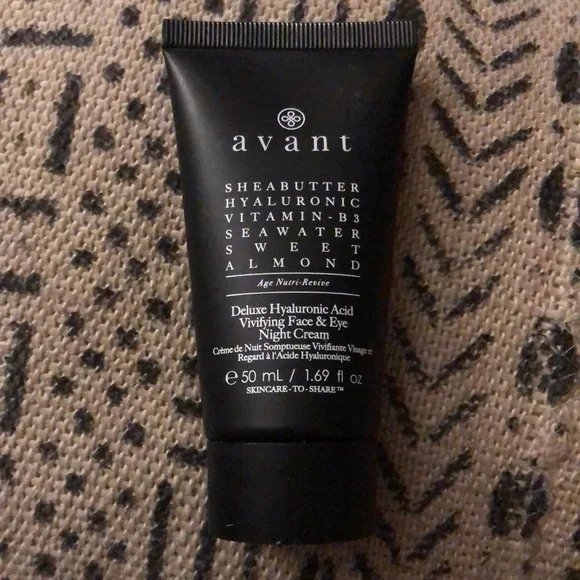 avant
SHEABUTTER
HYALURONIC
VITAMIN-B3
SEAWATER
SWEET
ALMOND
Age Nutri-Revive
Deluxe Hyaluronic Acid
Vivifying Face & Eye
Night Cream
Crème de Nuit Somptueuse Vivifiante Visage et
Regard à l'Acide Hyaluronique
℮ 50 mL / 1.69 fl oz
SKINCARE-TO-SHARE™